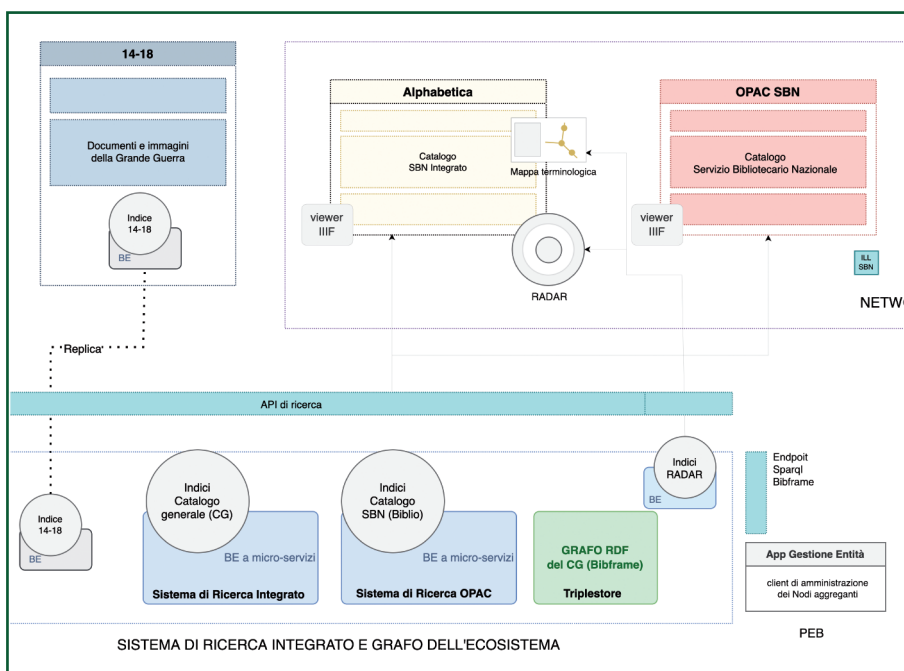 14-18
Documenti e immagini
della Grande Guerra
Indice
14-18
BE
Replica
Alphabetica
Catalogo
SBN Integrato
Mappa terminologica
viewer
IIIF
RADAR
OPAC SBN
Catalogo
Servizio Bibliotecario Nazionale
viewer
IIIF
ILL
SBN
NETW
API di ricerca
Indice
14-18
BE
Indici
Catalogo
generale (CG)
BE a micro-servizi
Sistema di Ricerca Integrato
Indici
Catalogo
SBN (Biblio)
BE a micro-servizi
Sistema di Ricerca OPAC
GRAFO RDF
del CG (Bibframe)
Triplestore
Indici
RADAR
BE
Endpoit
Sparql
Bibframe
App Gestione Entità
client di amministrazione
dei Nodi aggreganti
PEB
SISTEMA DI RICERCA INTEGRATO E GRAFO DELL'ECOSISTEMA